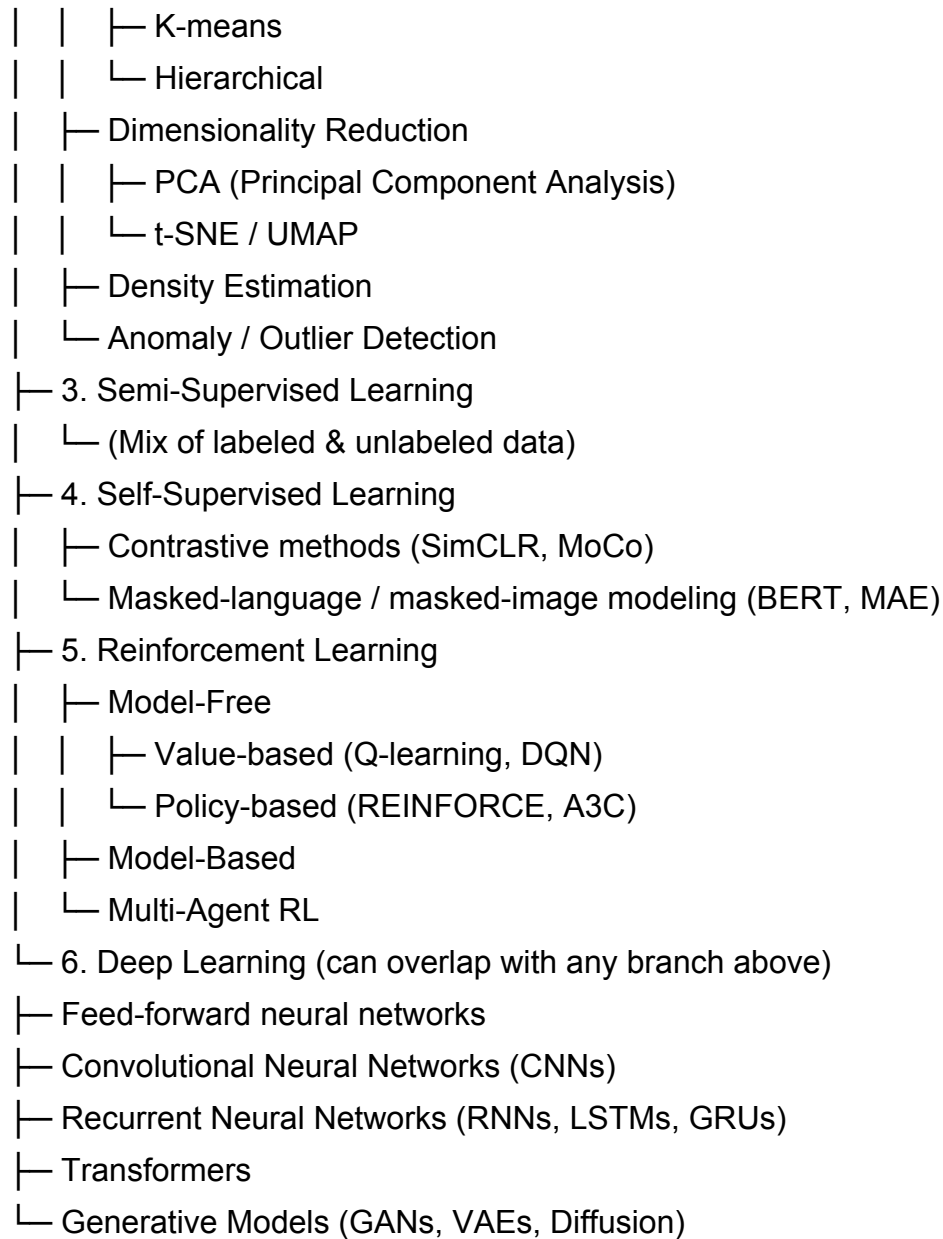 │   │   ├─ K-means
│   │   └─ Hierarchical
│   ├─ Dimensionality Reduction
│   │   ├─ PCA (Principal Component Analysis)
│   │   └─ t-SNE / UMAP
│   ├─ Density Estimation
│   └─ Anomaly / Outlier Detection
├─ 3. Semi-Supervised Learning
│   └─ (Mix of labeled & unlabeled data)
├─ 4. Self-Supervised Learning
│   ├─ Contrastive methods (SimCLR, MoCo)
│   └─ Masked-language / masked-image modeling (BERT, MAE)
├─ 5. Reinforcement Learning
│   ├─ Model-Free
│   │   ├─ Value-based (Q-learning, DQN)
│   │   └─ Policy-based (REINFORCE, A3C)
│   ├─ Model-Based
│   └─ Multi-Agent RL
└─ 6. Deep Learning (can overlap with any branch above)
├─ Feed-forward neural networks
├─ Convolutional Neural Networks (CNNs)
├─ Recurrent Neural Networks (RNNs, LSTMs, GRUs)
├─ Transformers
└─ Generative Models (GANs, VAEs, Diffusion)